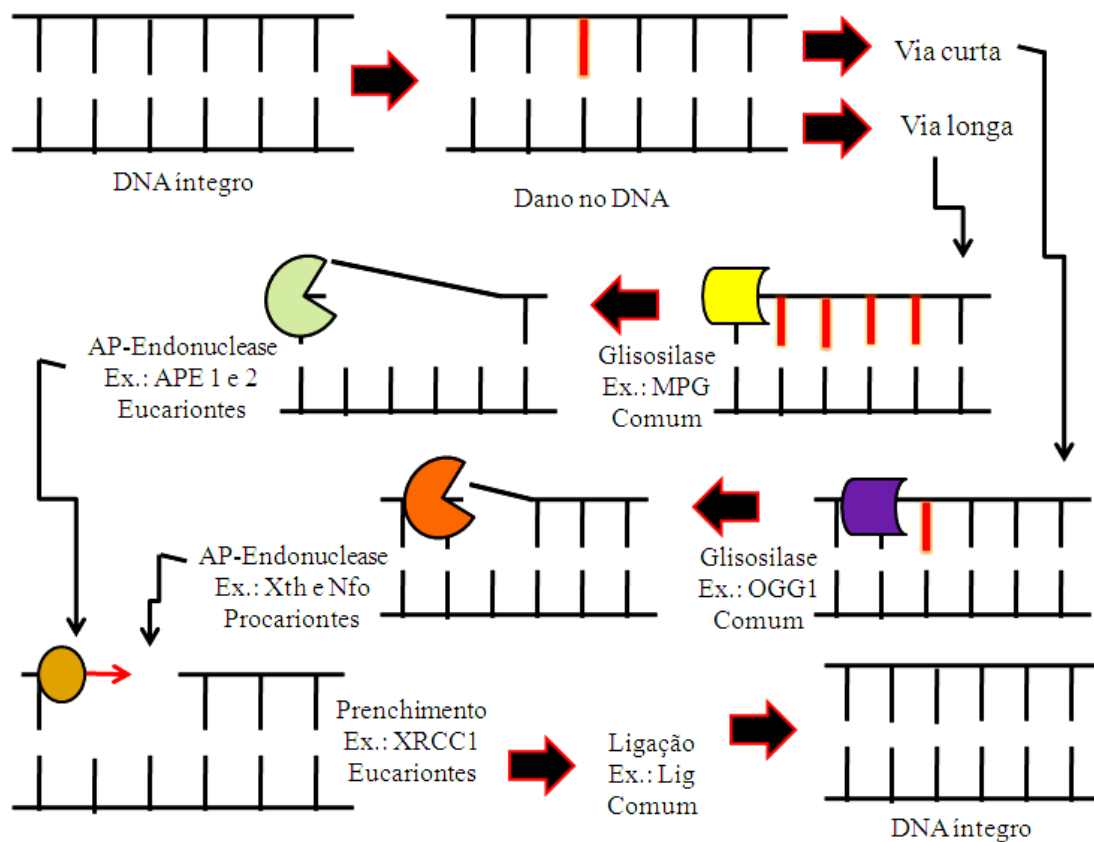 DNA íntegro
Dano no DNA
Via curta
Via longa
AP-Endonuclease
Ex.: APE 1 e 2
Eucariontes
Glisosilase
Ex.: MPG
Comum
AP-Endonuclease
Ex.: Xth e Nfo
Procariontes
Glisosilase
Ex.: OGG1
Comum
Prenchimento
Ex.: XRCC1
Eucariontes
Ligação
Ex.: Lig
Comum
DNA íntegro